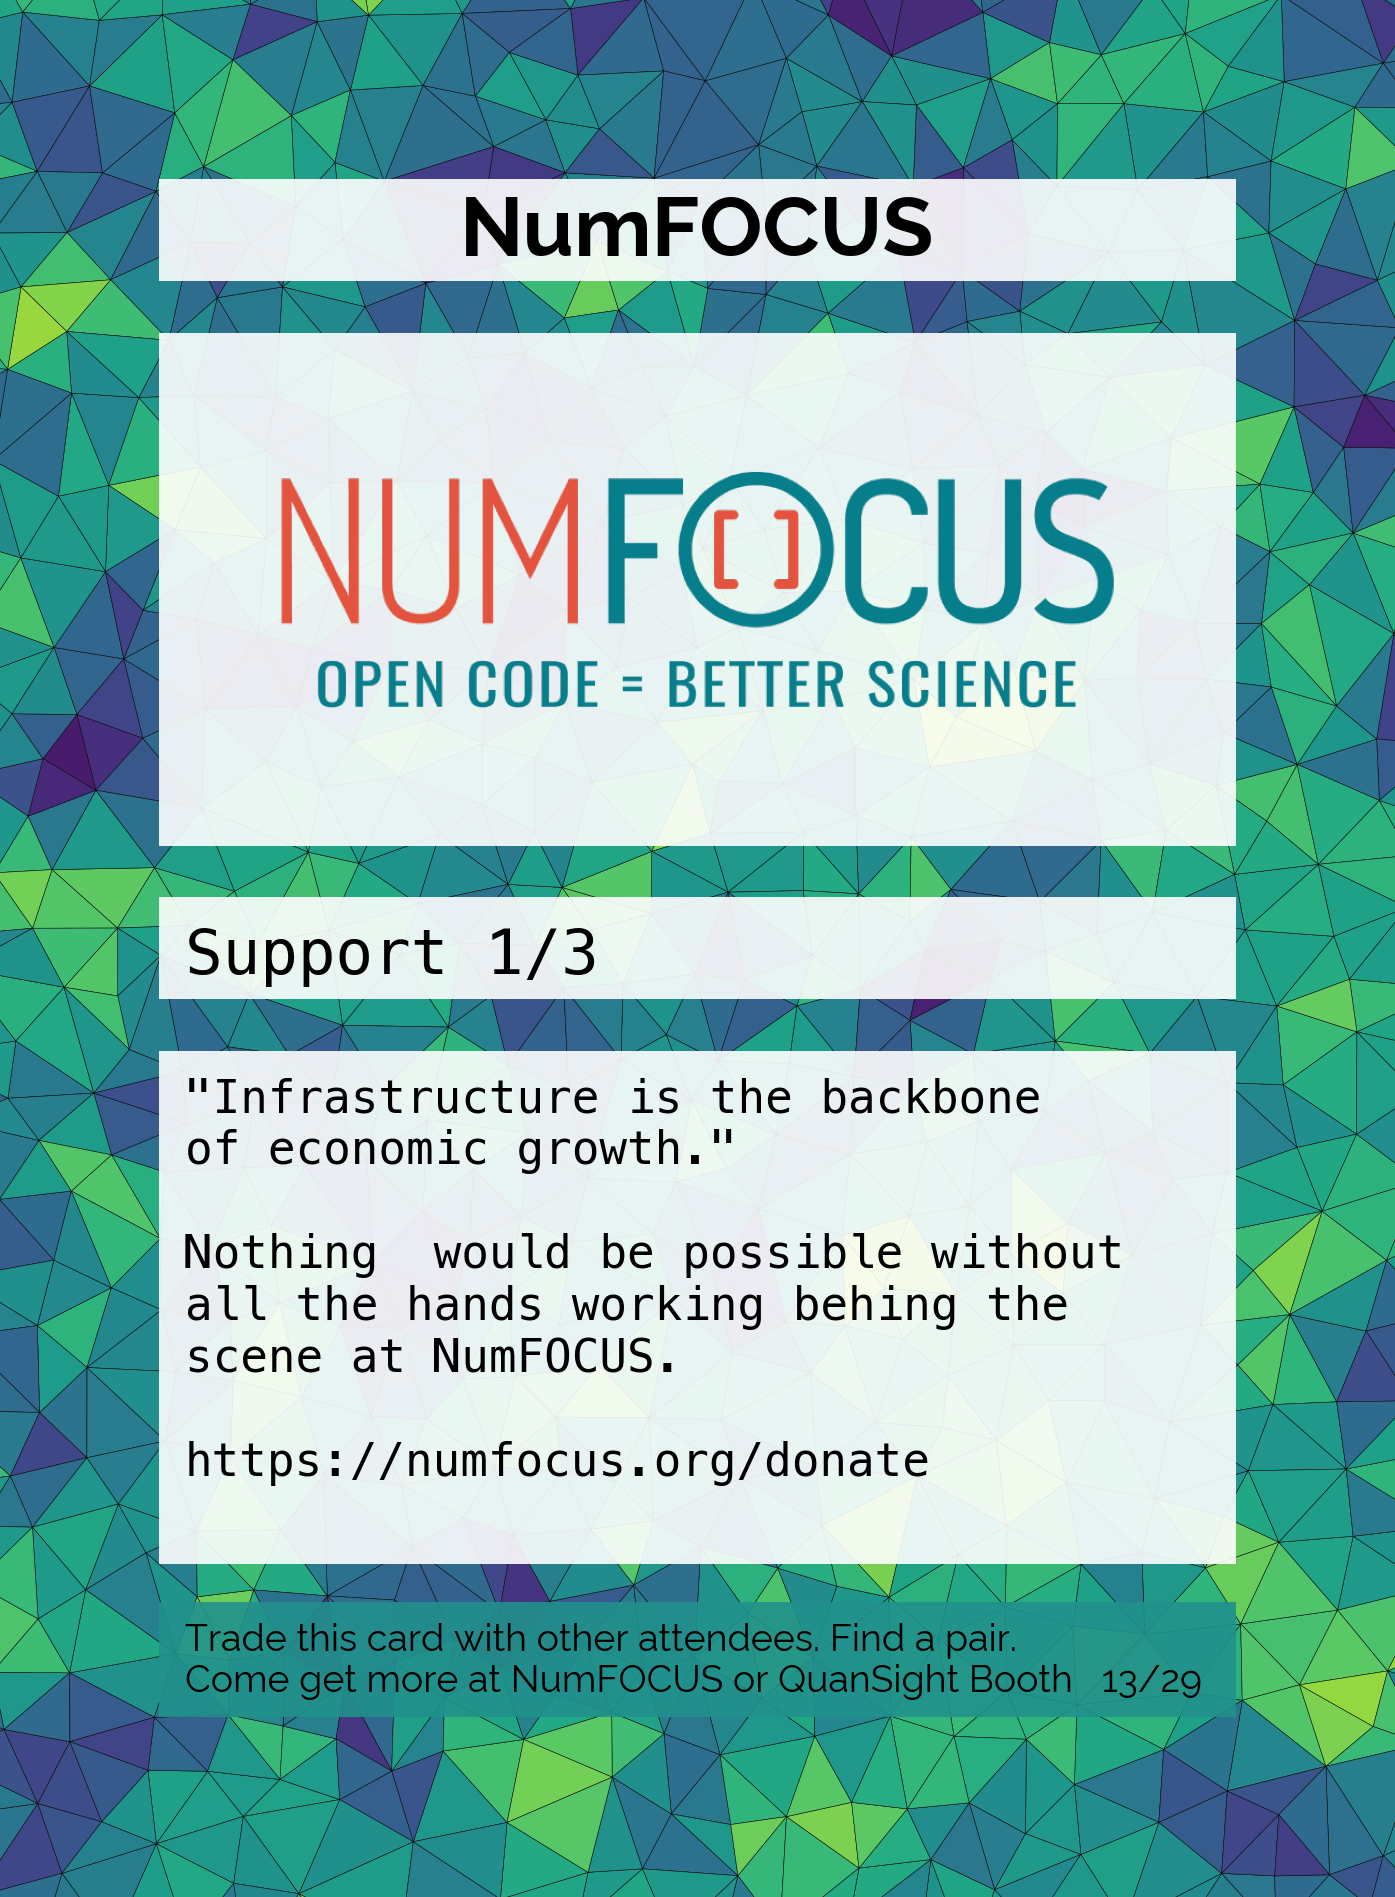 NumFOCUS
NUMFO[ ]CUS
OPEN CODE = BETTER SCIENCE
Support 1/3
"Infrastructure is the backbone
of economic growth."
Nothing  would be possible without
all the hands working behing the
scene at NumFOCUS.
https://numfocus.org/donate
Trade this card with other attendees. Find a pair.
Come get more at NumFOCUS or QuanSight Booth 13/29